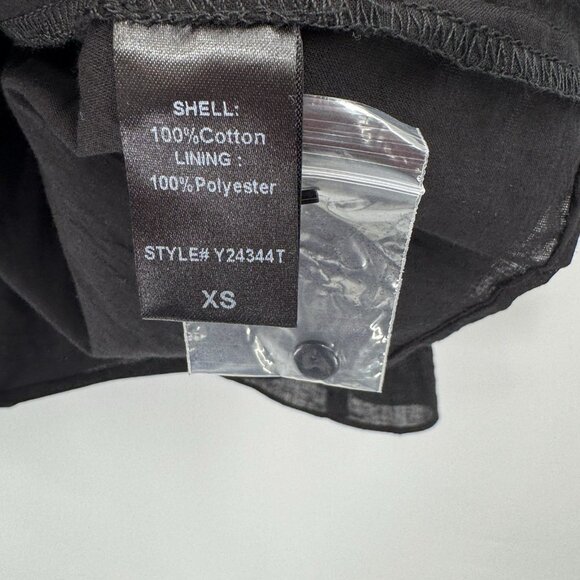 SHELL:
100%Cotton
LINING :
100%Polyester
STYLE# Y24344T
XS